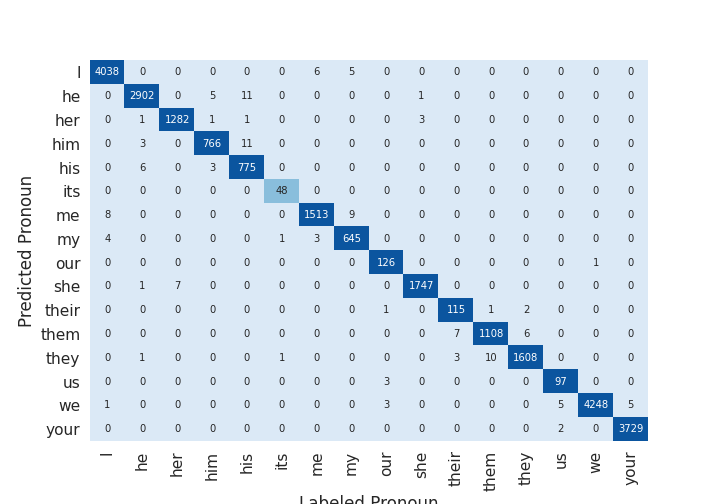 I 4038 0 0 0 0 0 6 5 0 0 0 0 0 0 0 0
he 0 2902 0 5 11 0 0 0 0 1 0 0 0 0 0 0
her 0 1 1282 1 1 0 0 0 0 3 0 0 0 0 0 0
him 0 3 0 766 11 0 0 0 0 0 0 0 0 0 0 0
his 0 6 0 3 775 0 0 0 0 0 0 0 0 0 0 0
its 0 0 0 0 0 48 0 0 0 0 0 0 0 0 0 0
me 8 0 0 0 0 0 1513 9 0 0 0 0 0 0 0 0
my 4 0 0 0 0 1 3 645 0 0 0 0 0 0 0 0
our 0 0 0 0 0 0 0 0 126 0 0 0 0 0 1 0
she 0 1 7 0 0 0 0 0 0 1747 0 0 0 0 0 0
their 0 0 0 0 0 0 0 0 1 0 115 1 2 0 0 0
them 0 0 0 0 0 0 0 0 0 0 7 1108 6 0 0 0
they 0 1 0 0 0 1 0 0 0 0 3 10 1608 0 0 0
us 0 0 0 0 0 0 0 0 3 0 0 0 0 97 0 0
we 1 0 0 0 0 0 0 0 3 0 0 0 0 5 4248 5
your 0 0 0 0 0 0 0 0 0 0 0 0 0 2 0 3729
I he her him his its me my our she their them they us we your
Predicted Pronoun
Labeled Pronoun